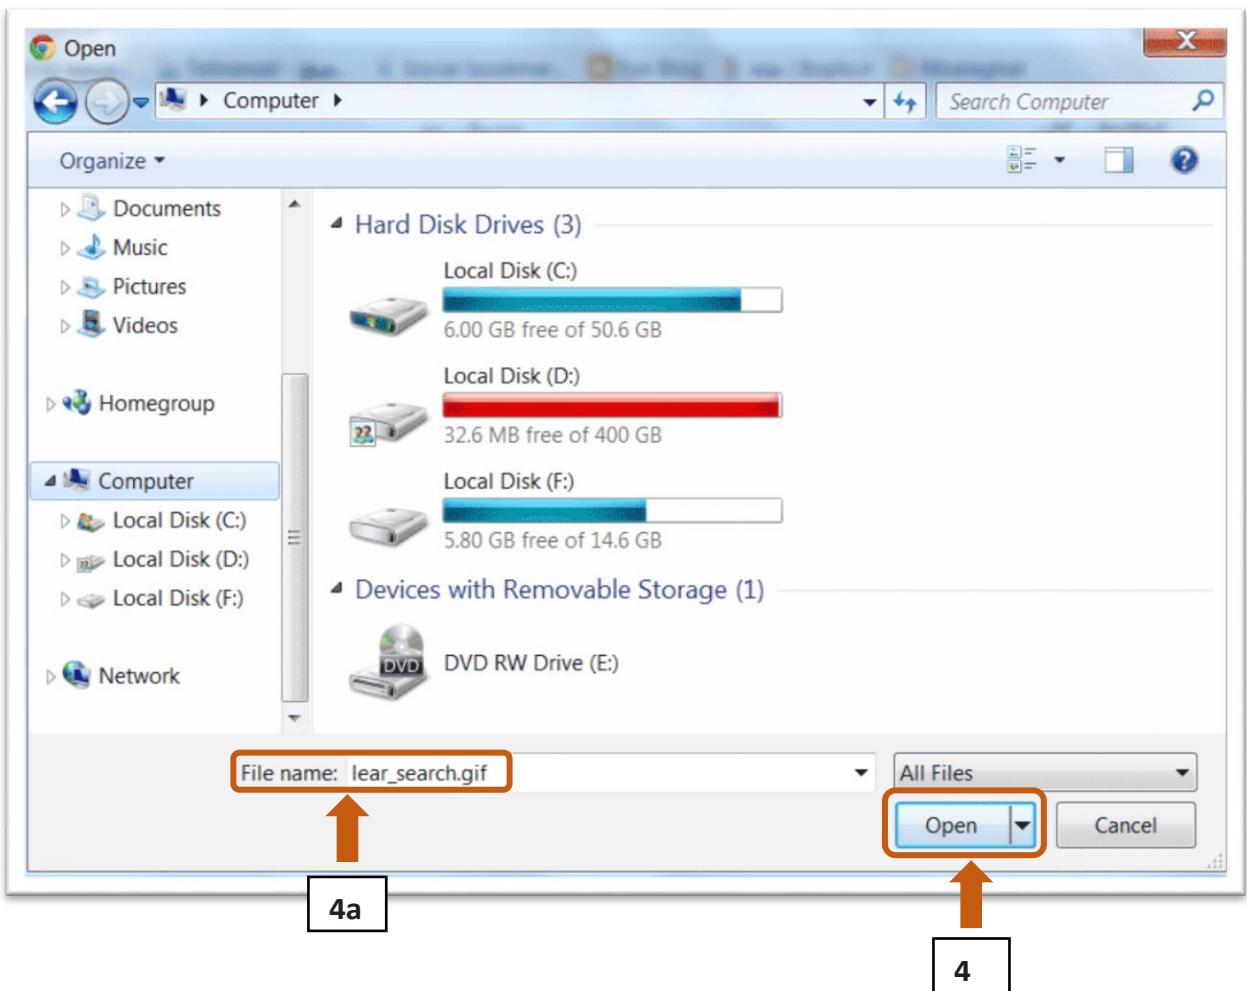 Open
X
Computer
Search Computer
Organize
Documents
Music
Pictures
Videos
Homegroup
Computer
Local Disk (C:)
Local Disk (D:)
Local Disk (F:)
Network
Hard Disk Drives (3)
Local Disk (C:)
6.00 GB free of 50.6 GB
Local Disk (D:)
32.6 MB free of 400 GB
Local Disk (F:)
5.80 GB free of 14.6 GB
Devices with Removable Storage (1)
DVD
DVD RW Drive (E:)
File name: lear_search.gif
All Files
Open
Cancel
4a
4